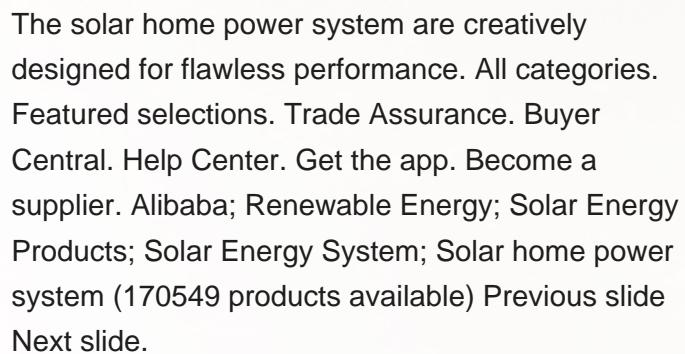 The solar home power system are creatively
designed for flawless performance. All categories.
Featured selections. Trade Assurance. Buyer
Central. Help Center. Get the app. Become a
supplier. Alibaba; Renewable Energy; Solar Energy
Products; Solar Energy System; Solar home power
system (170549 products available) Previous slide
Next slide.